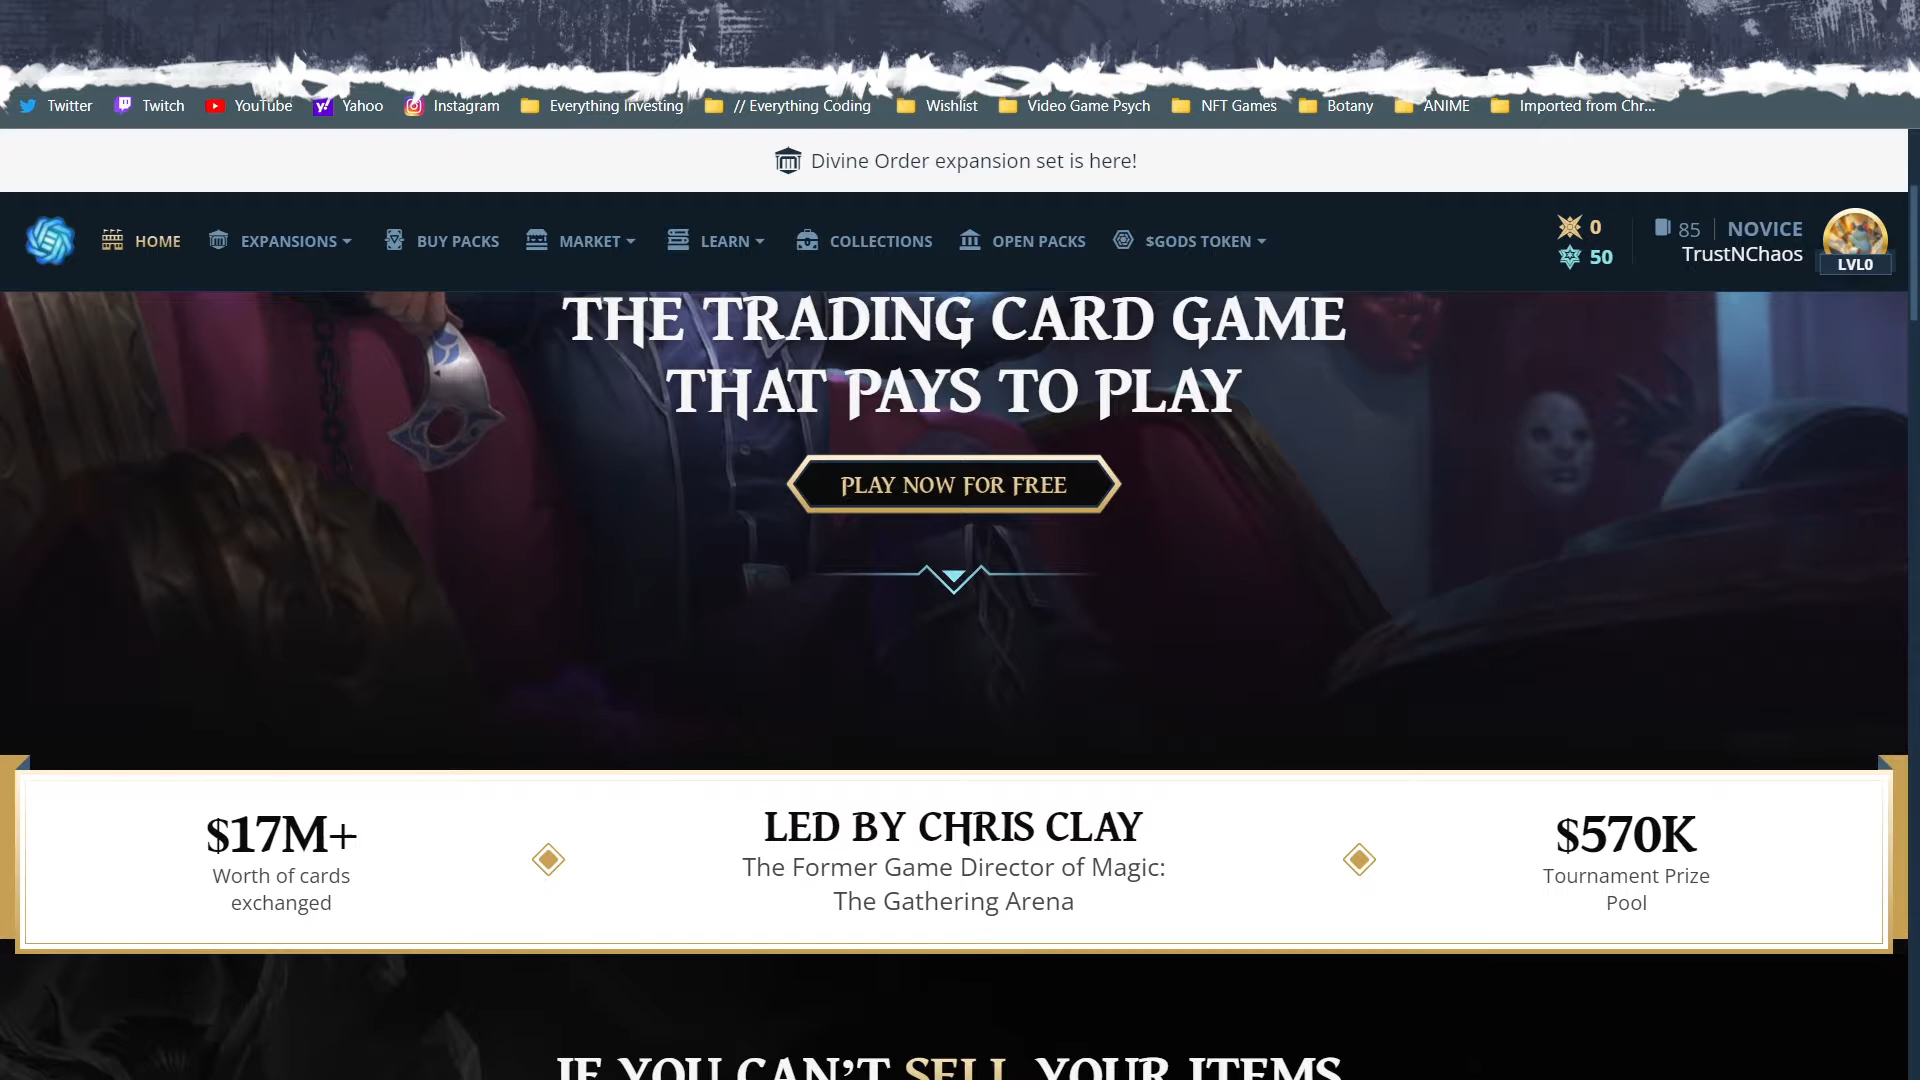 Twitter Twitch YouTube Yahoo Instagram Everything Investing // Everything Coding Wishlist Video Game Psych NFT Games Botany ANIME Imported from Chr...
Divine Order expansion set is here!
HOME EXPANSIONS BUY PACKS MARKET LEARN COLLECTIONS OPEN PACKS $GODS TOKEN
0
50
85 NOVICE
TrustNChaos
LVL0
THE TRADING CARD GAME
THAT PAYS TO PLAY
PLAY NOW FOR FREE
$17M+
Worth of cards
exchanged
LED BY CHRIS CLAY
The Former Game Director of Magic:
The Gathering Arena
$570K
Tournament Prize
Pool
IF YOU CAN'T SELL YOUR ITEMS